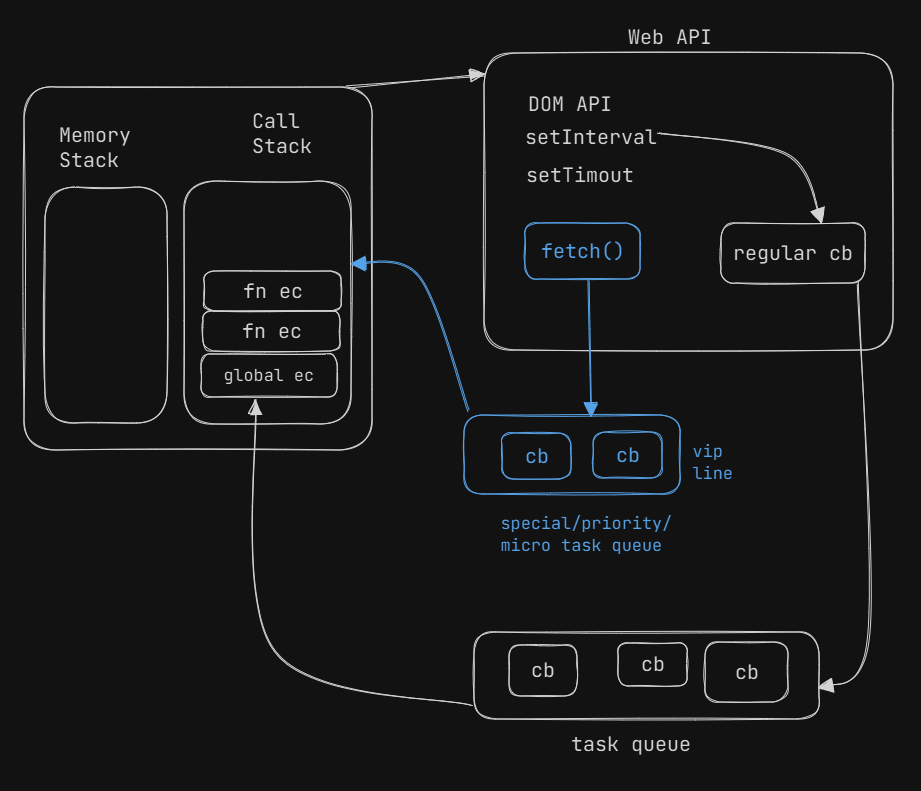 Web API
Memory
Stack
Call
Stack
fn ec
fn ec
global ec
DOM API
setInterval
setTimout
fetch()
regular cb
cb
cb
vip
line
special/priority/
micro task queue
cb
cb
cb
task queue